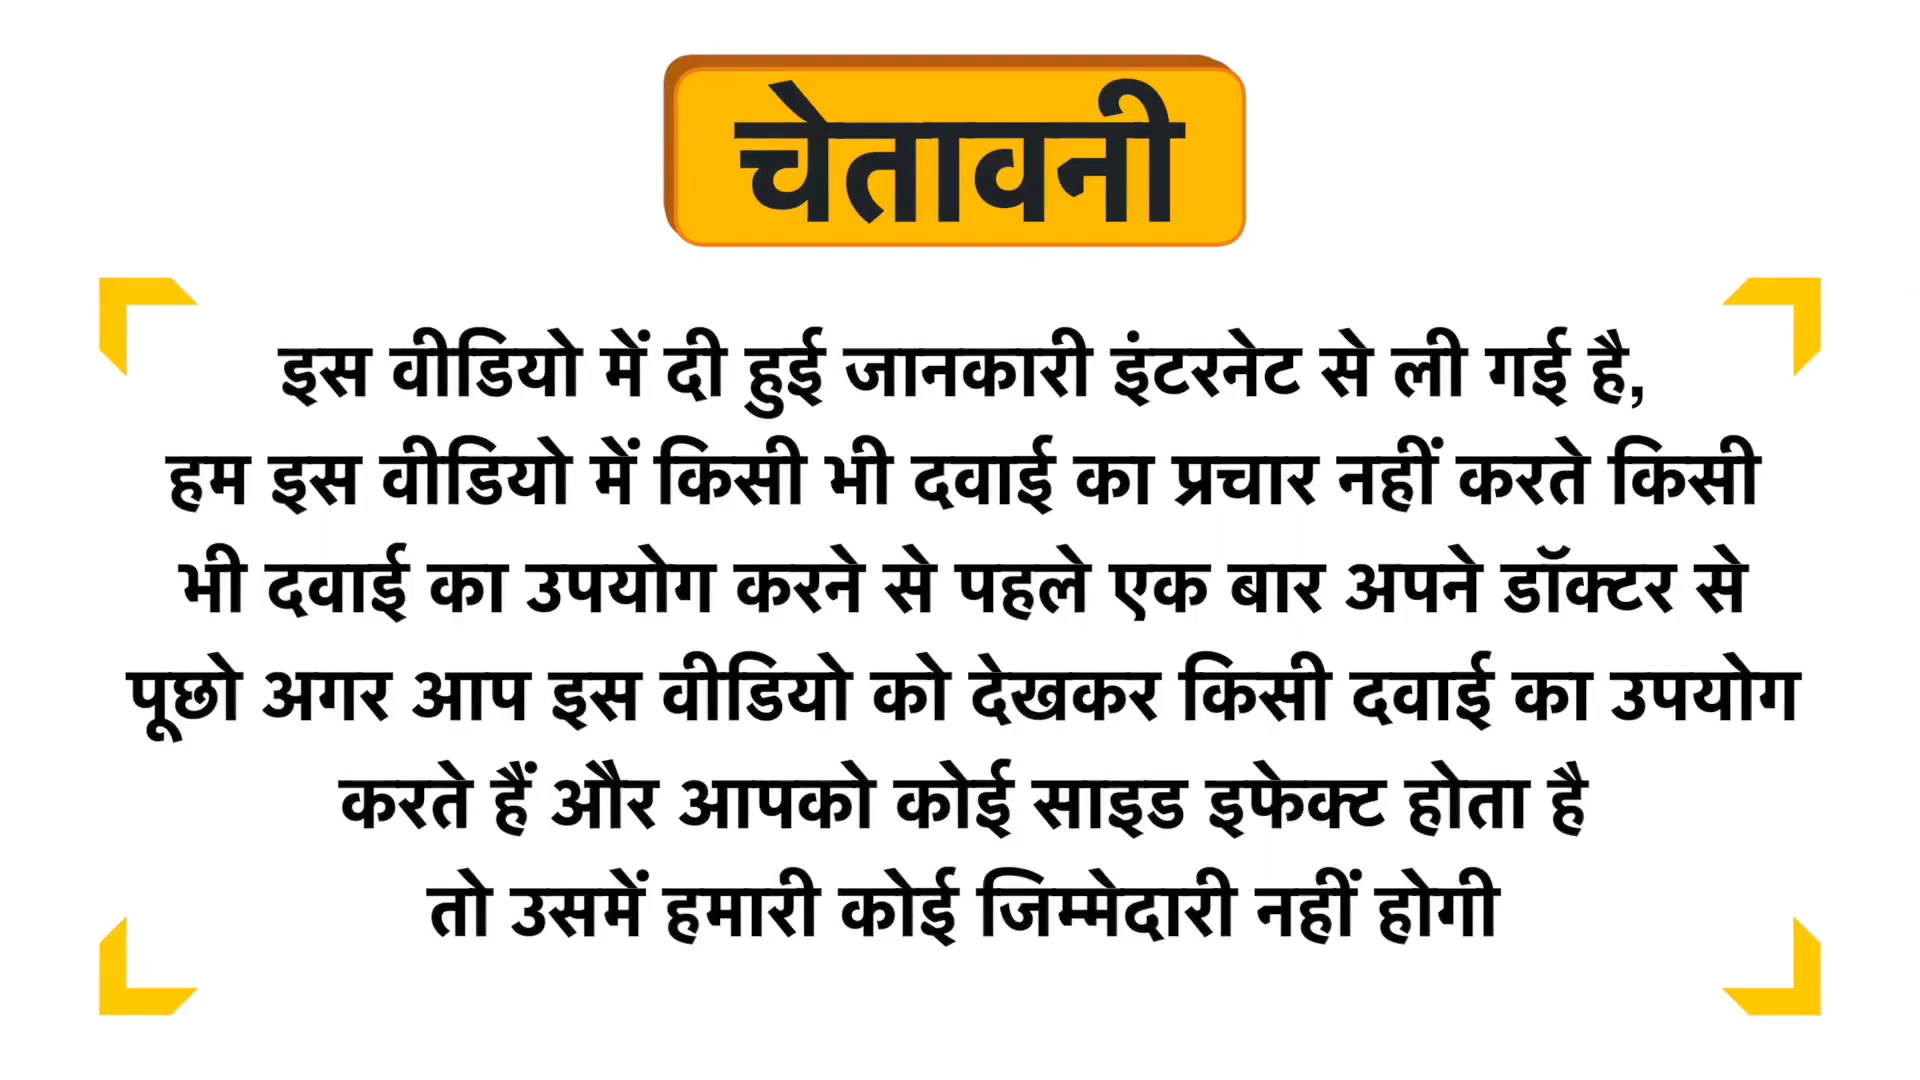 चेतावनी
इस वीडियो में दी हुई जानकारी इंटरनेट से ली गई है,
हम इस वीडियो में किसी भी दवाई का प्रचार नहीं करते किसी
भी दवाई का उपयोग करने से पहले एक बार अपने डॉक्टर से
पूछो अगर आप इस वीडियो को देखकर किसी दवाई का उपयोग
करते हैं और आपको कोई साइड इफेक्ट होता है
तो उसमें हमारी कोई जिम्मेदारी नहीं होगी